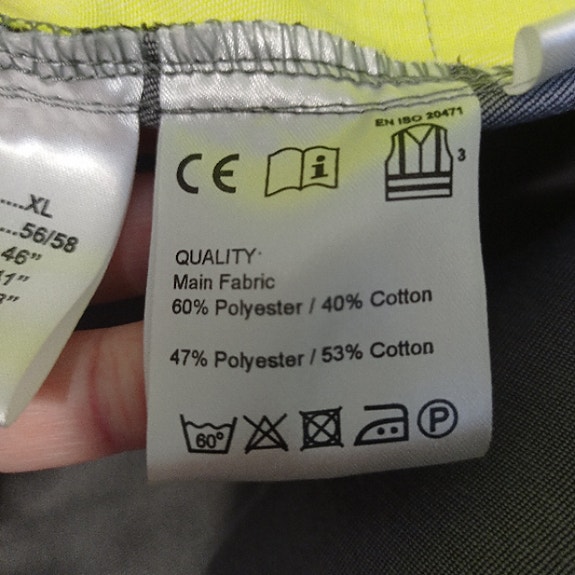 ....XL
....56/58
46"
EN ISO 20471
CE
i
3
QUALITY:
Main Fabric
60% Polyester / 40% Cotton
47% Polyester / 53% Cotton
60°
P